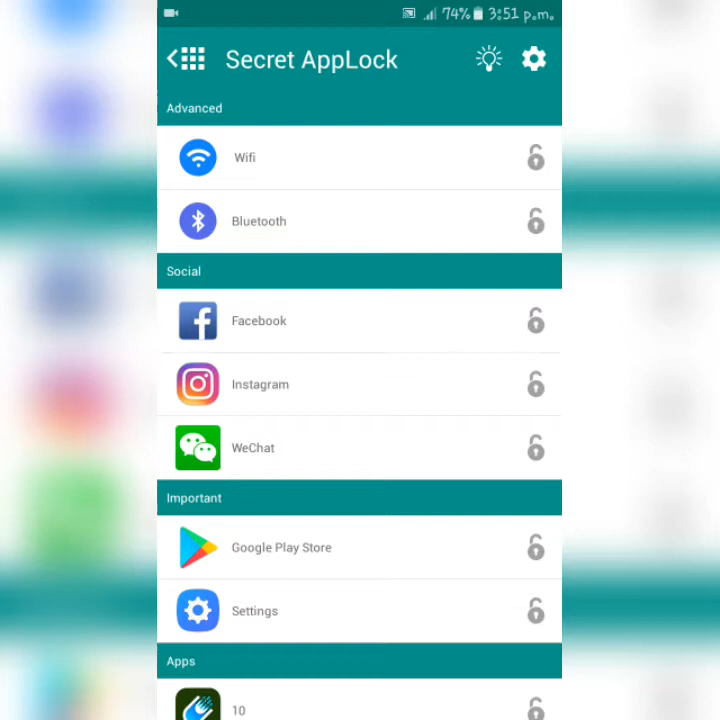 74% 3:51 p.m.
Secret AppLock
Advanced
Wifi
Bluetooth
Social
Facebook
Instagram
WeChat
Important
Google Play Store
Settings
Apps
10